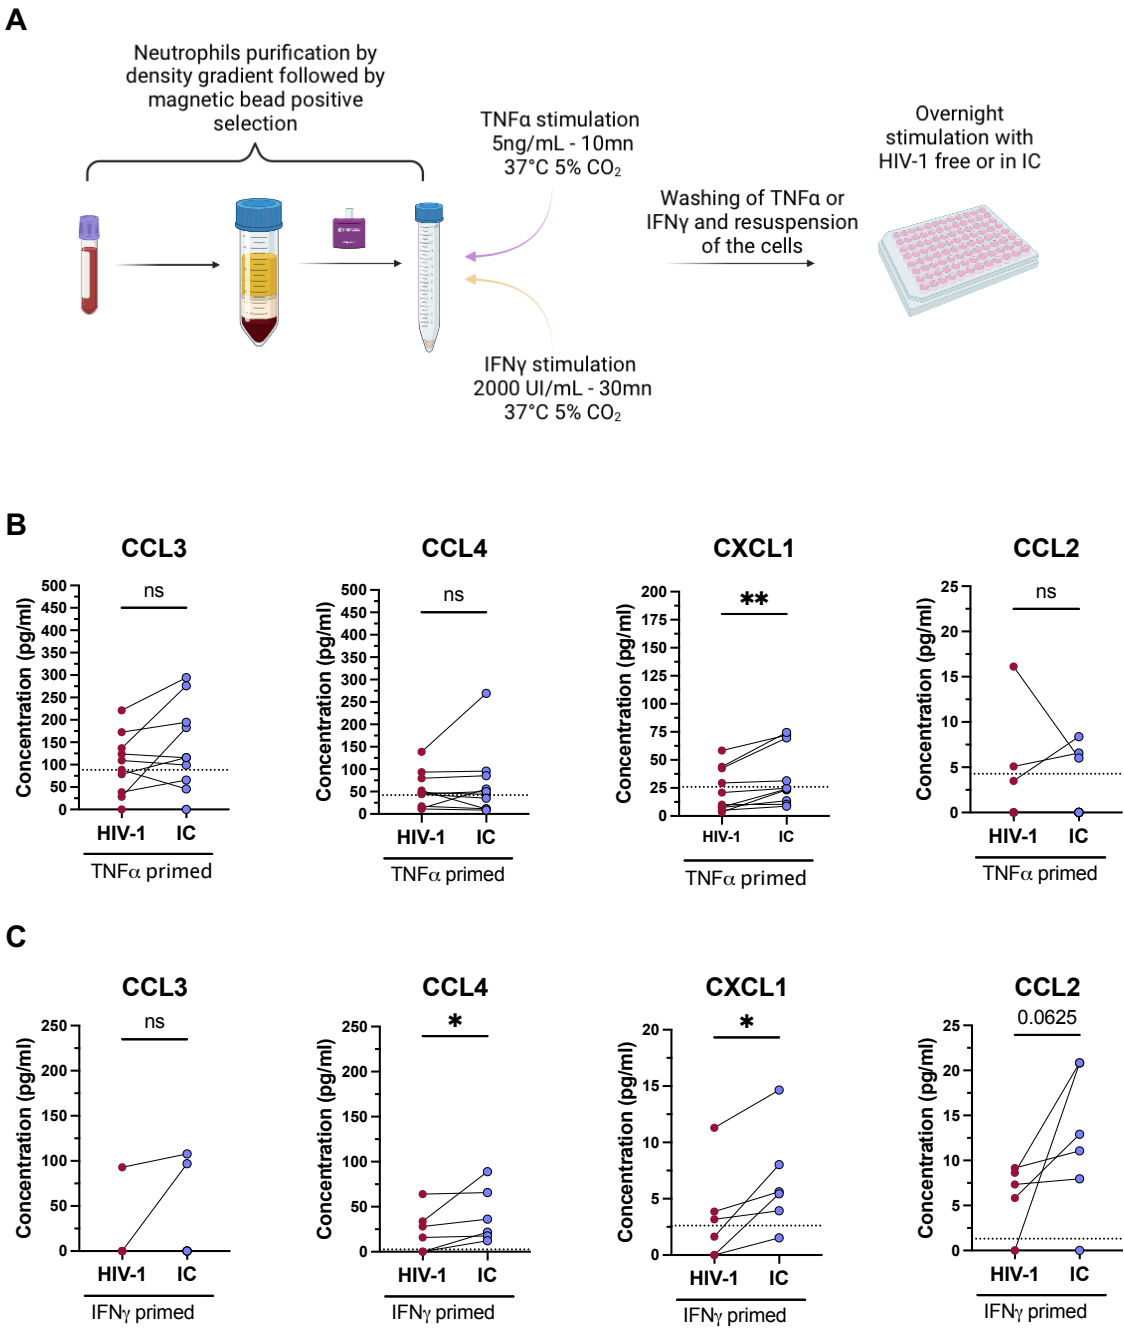 A
Neutrophils purification by
density gradient followed by
magnetic bead positive
selection
TNFα stimulation
5ng/mL - 10mn
37°C 5% CO₂
Overnight
stimulation with
HIV-1 free or in IC
Washing of TNFα or
IFNγ and resuspension
of the cells
IFNγ stimulation
2000 UI/mL - 30mn
37°C 5% CO₂
B
CCL3
ns
Concentration (pg/ml)
500
450
400
350
300
250
200
150
100
50
0
HIV-1 IC
TNFα primed
CCL4
ns
Concentration (pg/ml)
500
450
400
350
300
250
200
150
100
50
0
HIV-1 IC
TNFα primed
CXCL1
**
Concentration (pg/ml)
200
175
150
125
100
75
50
25
0
HIV-1 IC
TNFα primed
CCL2
ns
Concentration (pg/ml)
25
20
15
10
5
0
HIV-1 IC
TNFα primed
C
CCL3
ns
Concentration (pg/ml)
250
200
150
100
50
0
HIV-1 IC
IFNγ primed
CCL4
*
Concentration (pg/ml)
250
200
150
100
50
0
HIV-1 IC
IFNγ primed
CXCL1
*
Concentration (pg/ml)
20
15
10
5
0
HIV-1 IC
IFNγ primed
CCL2
0.0625
Concentration (pg/ml)
25
20
15
10
5
0
HIV-1 IC
IFNγ primed